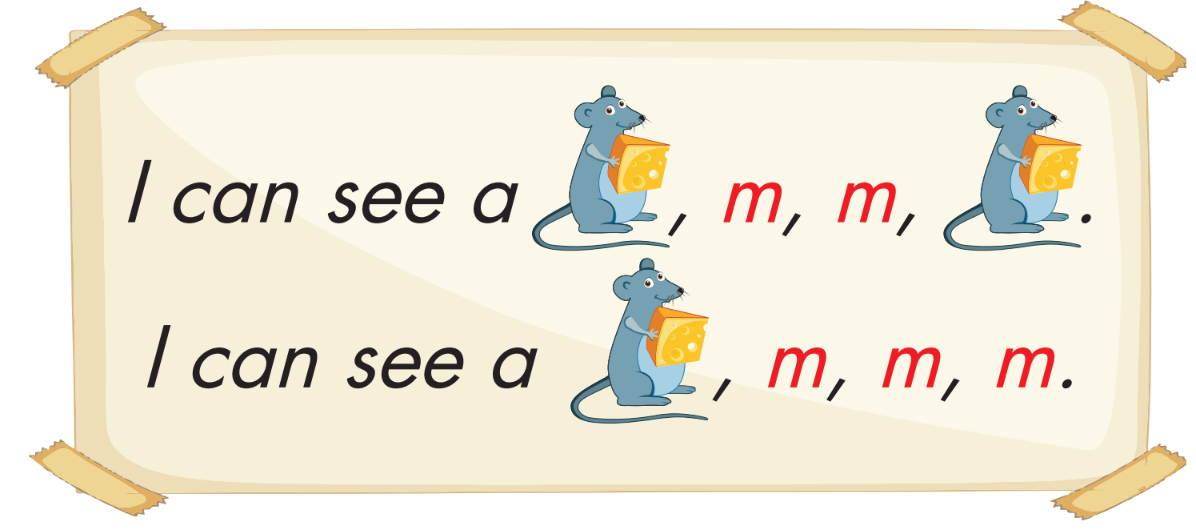 I can see a , m, m, .
I can see a , m, m, m.